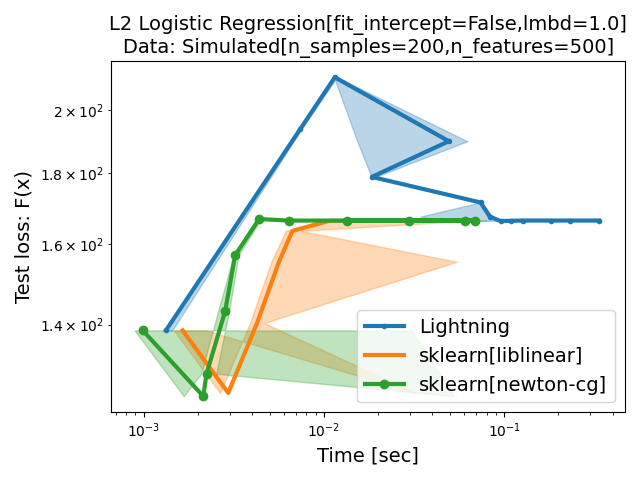 L2 Logistic Regression[fit_intercept=False,lmbd=1.0]
Data: Simulated[n_samples=200,n_features=500]
Test loss: F(x)
2 × 10²
1.8 × 10²
1.6 × 10²
1.4 × 10²
Lightning
sklearn[liblinear]
sklearn[newton-cg]
10⁻³ 10⁻² 10⁻¹
Time [sec]